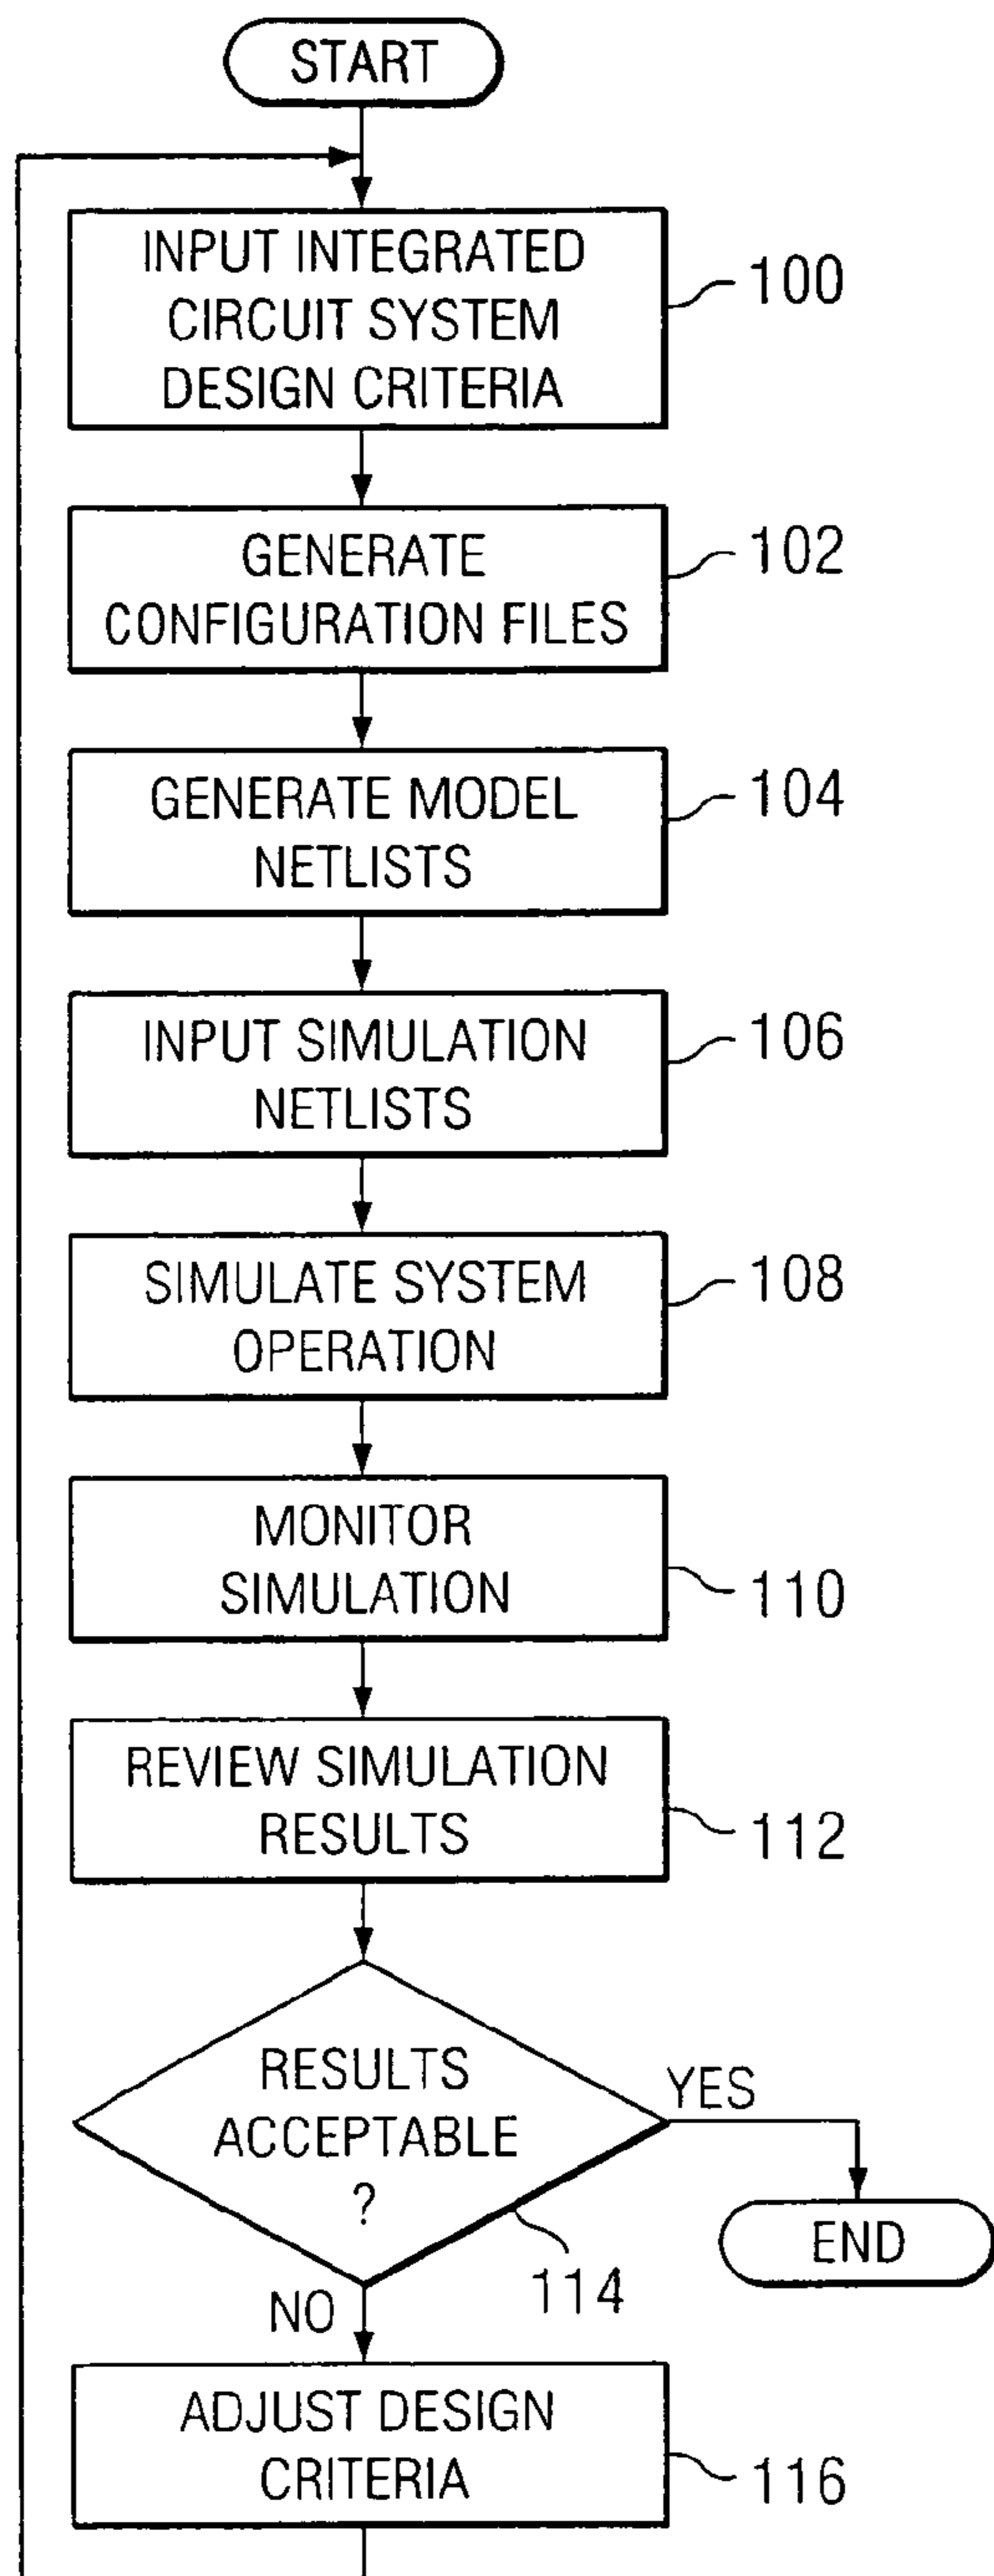 START
INPUT INTEGRATED
CIRCUIT SYSTEM
DESIGN CRITERIA
100
GENERATE
CONFIGURATION FILES
102
GENERATE MODEL
NETLISTS
104
INPUT SIMULATION
NETLISTS
106
SIMULATE SYSTEM
OPERATION
108
MONITOR
SIMULATION
110
REVIEW SIMULATION
RESULTS
112
RESULTS
ACCEPTABLE
?
YES
END
114
NO
ADJUST DESIGN
CRITERIA
116